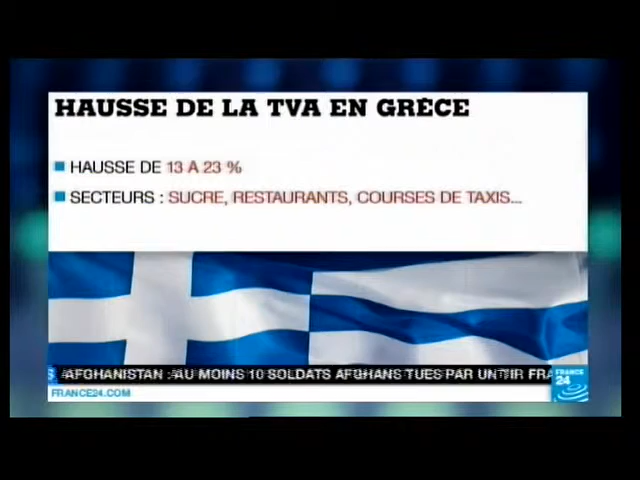 HAUSSE DE LA TVA EN GRÈCE
HAUSSE DE 13 A 23 %
SECTEURS : SUCRE, RESTAURANTS, COURSES DE TAXIS...
AFGHANISTAN : AU MOINS 10 SOLDATS AFGHANS TUES PAR UN TIR FRA
FRANCE24.COM
FRANCE
24